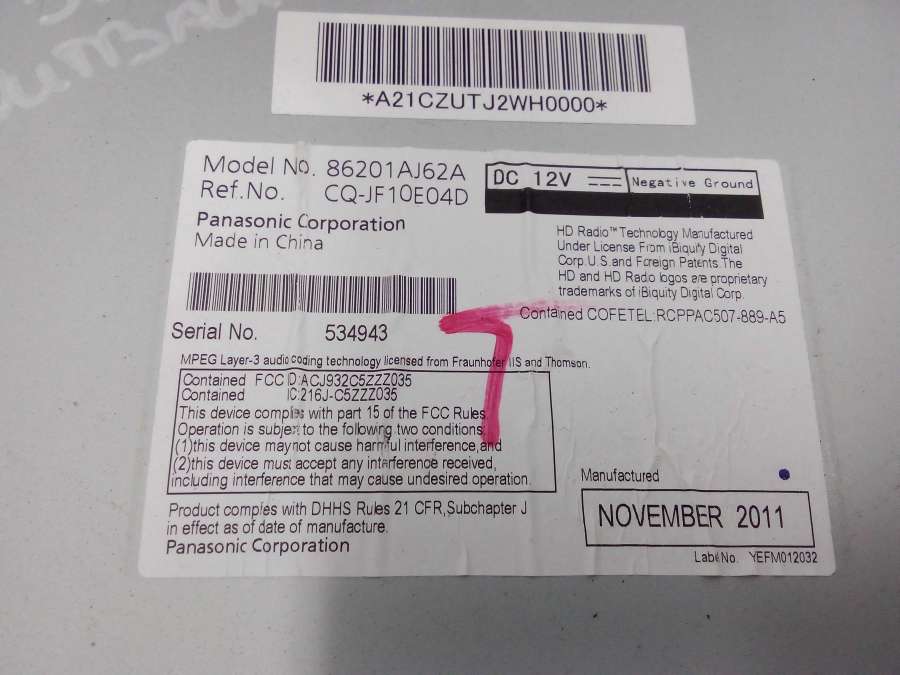 OUTBACK
*A21CZUTJ2WH0000*
Model No. 86201AJ62A
Ref.No. CQ-JF10E04D
DC 12V Negative Ground
Panasonic Corporation
Made in China
HD Radio™ Technology Manufactured
Under License From iBiquity Digital
Corp.U.S.and Foreign Patents.The
HD and HD Radio logos are proprietary
trademarks of iBiquity Digital Corp.
Contained COFETEL:RCPPAC507-889-A5
Serial No. 534943
MPEG Layer-3 audio coding technology licensed from Fraunhofer IIS and Thomson.
Contained FCC ID:ACJ932C5ZZZ035
Contained IC:216J-C5ZZZ035
This device complies with part 15 of the FCC Rules.
Operation is subject to the following two conditions:
(1)this device may not cause harmful interference,and
(2)this device must accept any interference received,
including interference that may cause undesired operation.
Product complies with DHHS Rules 21 CFR,Subchapter J
in effect as of date of manufacture.
Panasonic Corporation
Manufactured
NOVEMBER 2011
Label No. YEFM012032